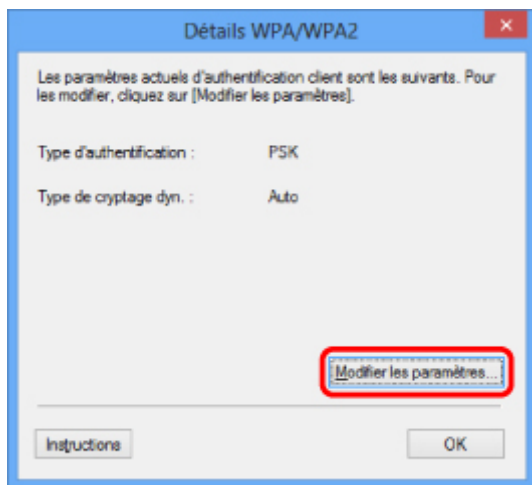 Détails WPA/WPA2
Les paramètres actuels d'authentification client sont les suivants. Pour
les modifier, cliquez sur [Modifier les paramètres].
Type d'authentification : PSK
Type de cryptage dyn. : Auto
Modifier les paramètres...
Instructions OK